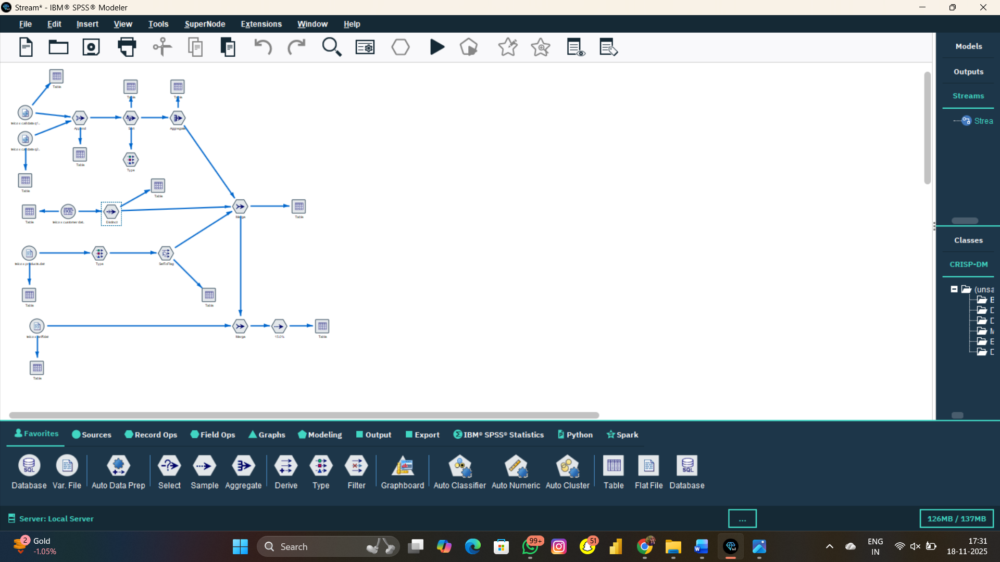 Stream* - IBM® SPSS® Modeler
File Edit Insert View Tools SuperNode Extensions Window Help
Models
Outputs
Streams
Strea
Table
Table
Table
telco x call data q1...
Append
Sort
Aggregate
telco x call data q2...
Table
Type
Table
Table
Table
telco x customer dat...
Distinct
Merge
Table
telco x products.dat
Type
SetToFlag
Table
Table
telco x tariff.dat
Merge
15.0%
Table
Table
Classes
CRISP-DM
(unsa
B
D
D
M
E
D
Favorites Sources Record Ops Field Ops Graphs Modeling Output Export IBM® SPSS® Statistics Python Spark
SQL
SQL
Database Var. File Auto Data Prep Select Sample Aggregate Derive Type Filter Graphboard Auto Classifier Auto Numeric Auto Cluster Table Flat File Database
Server: Local Server
...
126MB / 137MB
2
Gold
-1.05%
Search
99+
51
ENG
IN
17:31
18-11-2025